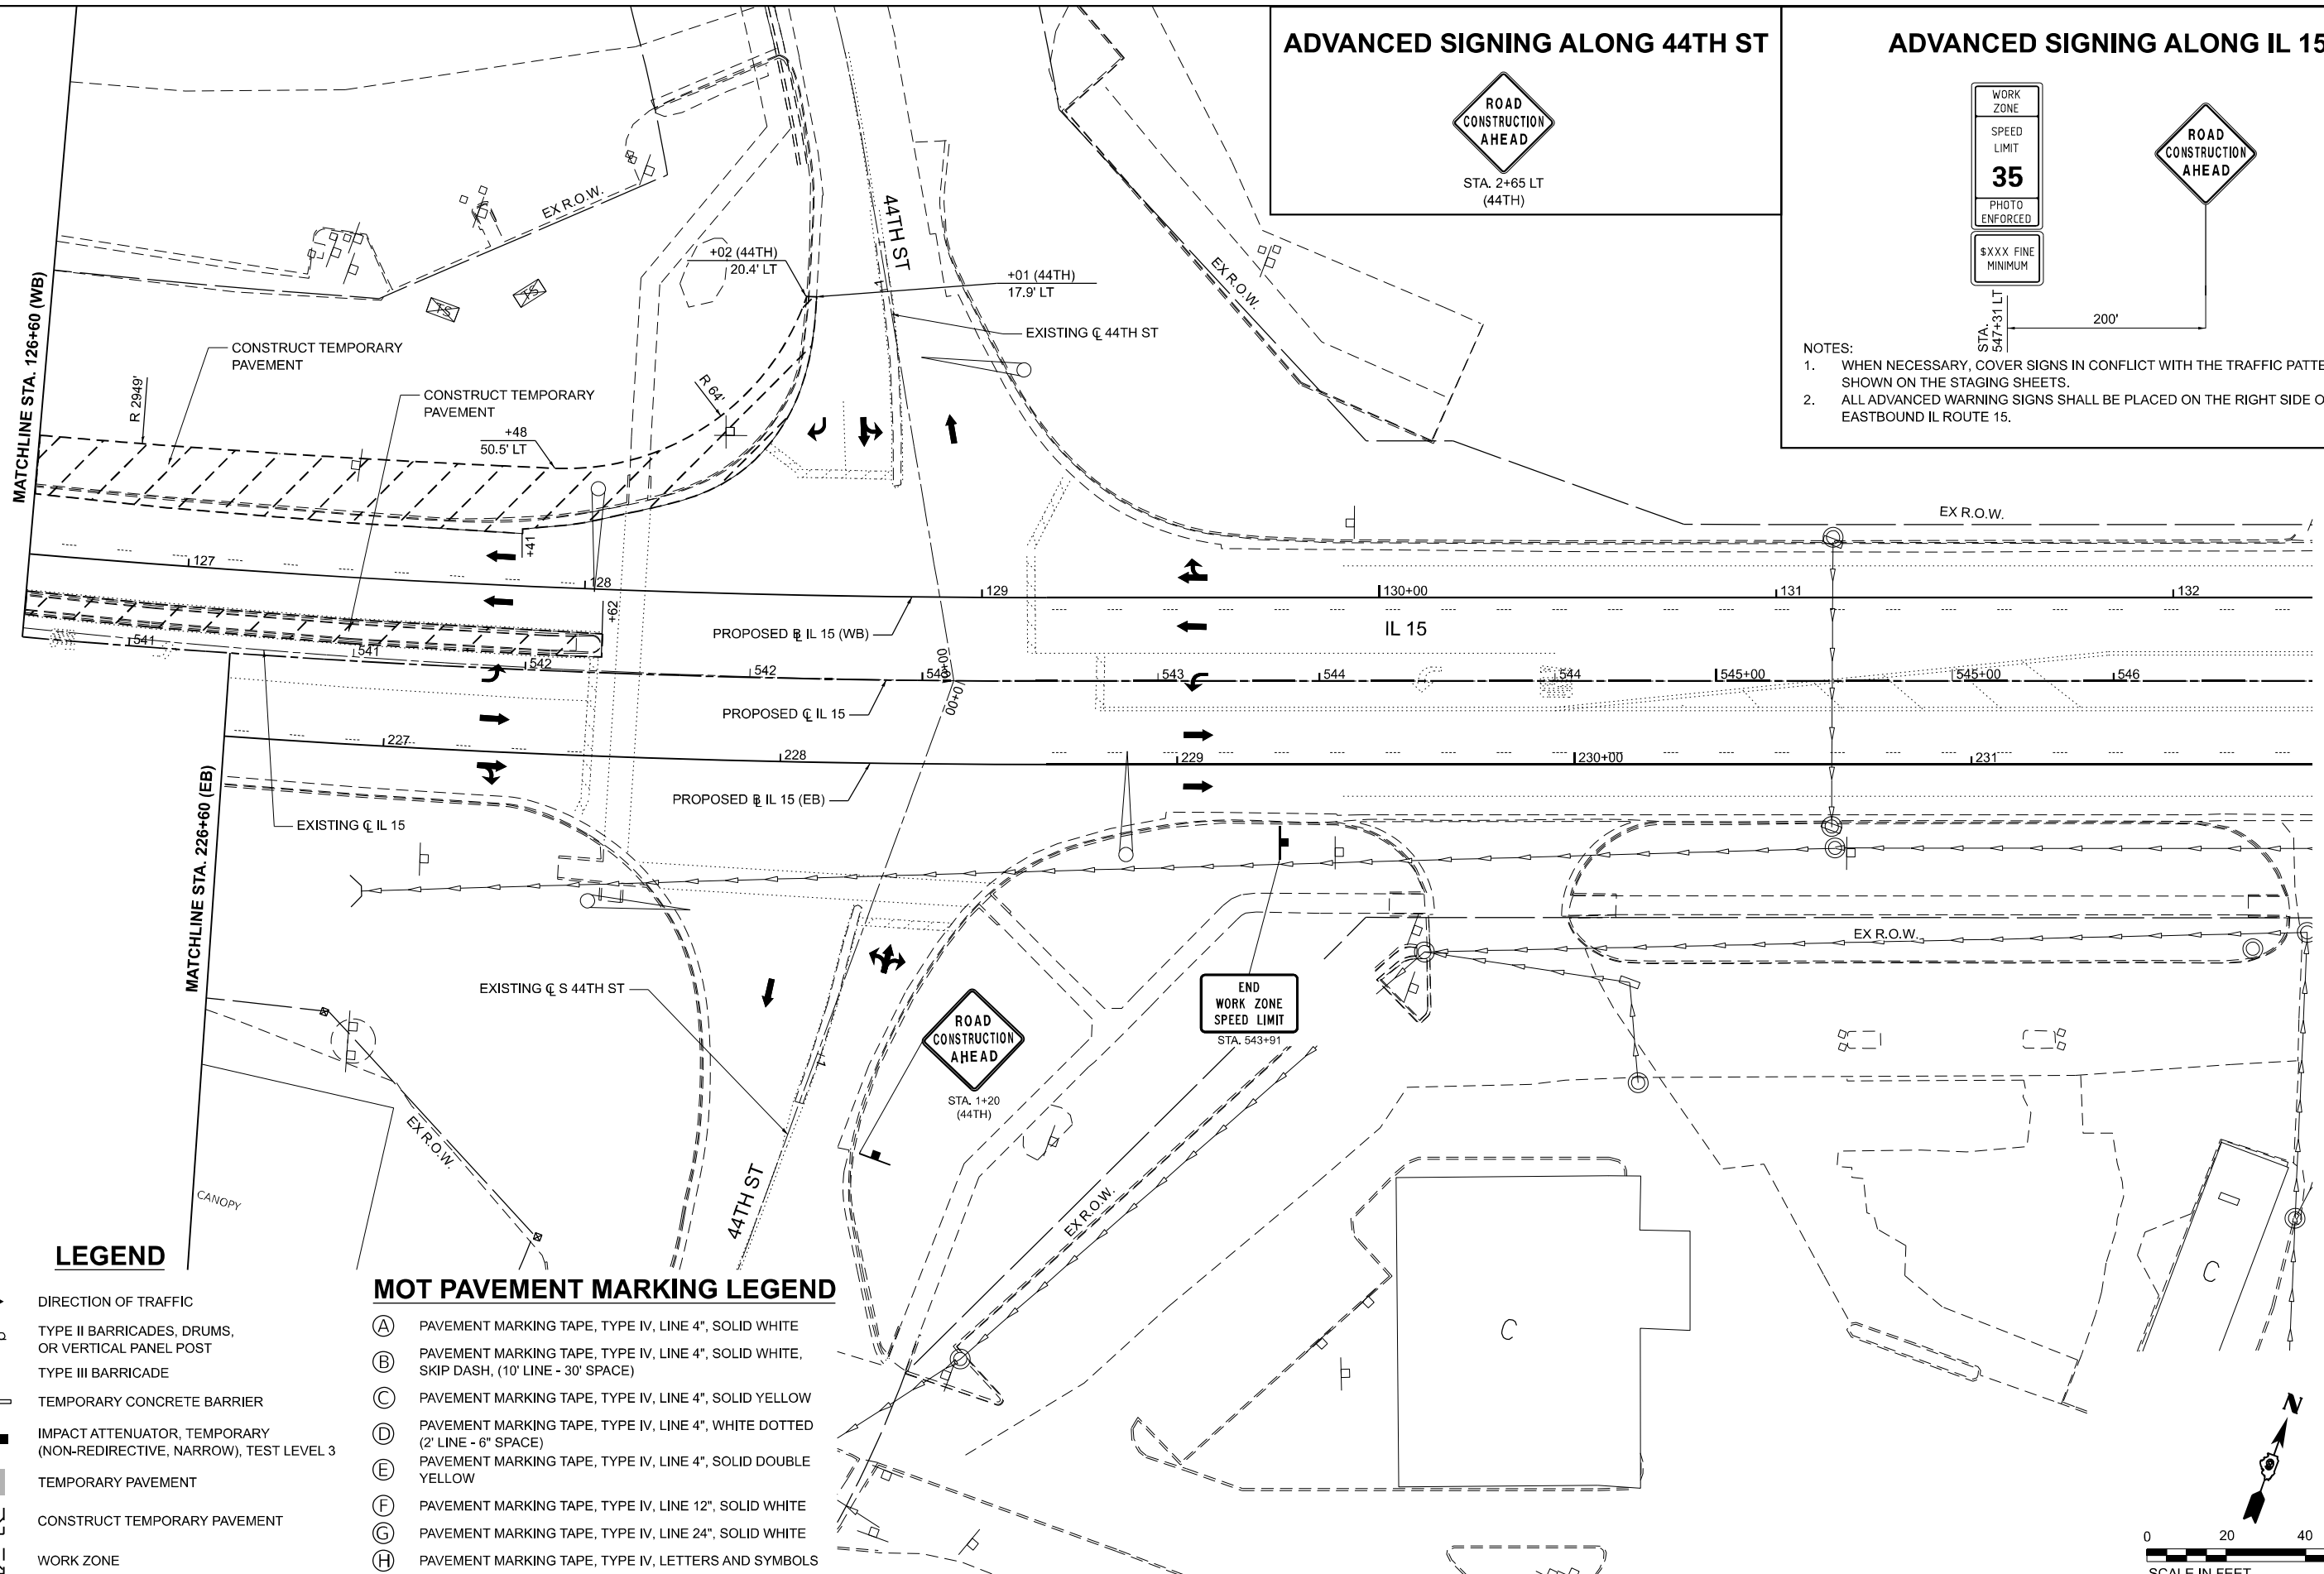 ADVANCED SIGNING ALONG 44TH ST
ROAD
CONSTRUCTION
AHEAD
STA. 2+65 LT
(44TH)
ADVANCED SIGNING ALONG IL 15
WORK
ZONE
SPEED
LIMIT
35
PHOTO
ENFORCED
$XXX FINE
MINIMUM
ROAD
CONSTRUCTION
AHEAD
STA.
547+31 LT
200'
NOTES:
1. WHEN NECESSARY, COVER SIGNS IN CONFLICT WITH THE TRAFFIC PATTE
SHOWN ON THE STAGING SHEETS.
2. ALL ADVANCED WARNING SIGNS SHALL BE PLACED ON THE RIGHT SIDE O
EASTBOUND IL ROUTE 15.
MATCHLINE STA. 126+60 (WB)
EX R.O.W.
TS
TS
44TH ST
+02 (44TH)
20.4' LT
+01 (44TH)
17.9' LT
EXISTING ℄ 44TH ST
1
EX R.O.W.
CONSTRUCT TEMPORARY
PAVEMENT
CONSTRUCT TEMPORARY
PAVEMENT
R 2949'
R 64'
+48
50.5' LT
+41
+62
EX R.O.W.
127
128
129
130+00
131
132
PROPOSED ⅊ IL 15 (WB)
IL 15
541
541
542
542
543
543
544
544
545+00
545+00
546
0+00
0+00
PROPOSED ℄ IL 15
227
228
229
230+00
231
PROPOSED ⅊ IL 15 (EB)
EXISTING ℄ IL 15
MATCHLINE STA. 226+60 (EB)
EX R.O.W.
EXISTING ℄ S 44TH ST
ROAD
CONSTRUCTION
AHEAD
STA. 1+20
(44TH)
END
WORK ZONE
SPEED LIMIT
STA. 543+91
1
EX R.O.W.
CANOPY
44TH ST
EX R.O.W.
C
C
LEGEND
DIRECTION OF TRAFFIC
TYPE II BARRICADES, DRUMS,
OR VERTICAL PANEL POST
TYPE III BARRICADE
TEMPORARY CONCRETE BARRIER
IMPACT ATTENUATOR, TEMPORARY
(NON-REDIRECTIVE, NARROW), TEST LEVEL 3
TEMPORARY PAVEMENT
CONSTRUCT TEMPORARY PAVEMENT
WORK ZONE
MOT PAVEMENT MARKING LEGEND
A PAVEMENT MARKING TAPE, TYPE IV, LINE 4", SOLID WHITE
B PAVEMENT MARKING TAPE, TYPE IV, LINE 4", SOLID WHITE,
SKIP DASH, (10' LINE - 30' SPACE)
C PAVEMENT MARKING TAPE, TYPE IV, LINE 4", SOLID YELLOW
D PAVEMENT MARKING TAPE, TYPE IV, LINE 4", WHITE DOTTED
(2' LINE - 6" SPACE)
E PAVEMENT MARKING TAPE, TYPE IV, LINE 4", SOLID DOUBLE
YELLOW
F PAVEMENT MARKING TAPE, TYPE IV, LINE 12", SOLID WHITE
G PAVEMENT MARKING TAPE, TYPE IV, LINE 24", SOLID WHITE
H PAVEMENT MARKING TAPE, TYPE IV, LETTERS AND SYMBOLS
N
0 20 40
SCALE IN FEET